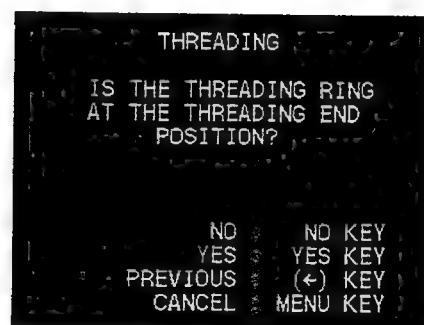 THREADING
IS THE THREADING RING
AT THE THREADING END
POSITION?
NO : NO KEY
YES : YES KEY
PREVIOUS : (←) KEY
CANCEL : MENU KEY